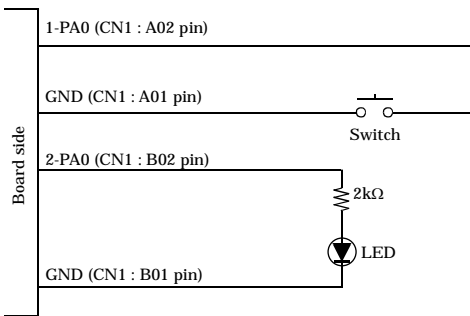 1-PA0 (CN1 : A02 pin)
GND (CN1 : A01 pin)
Switch
2-PA0 (CN1 : B02 pin)
Board side
2kΩ
LED
GND (CN1 : B01 pin)